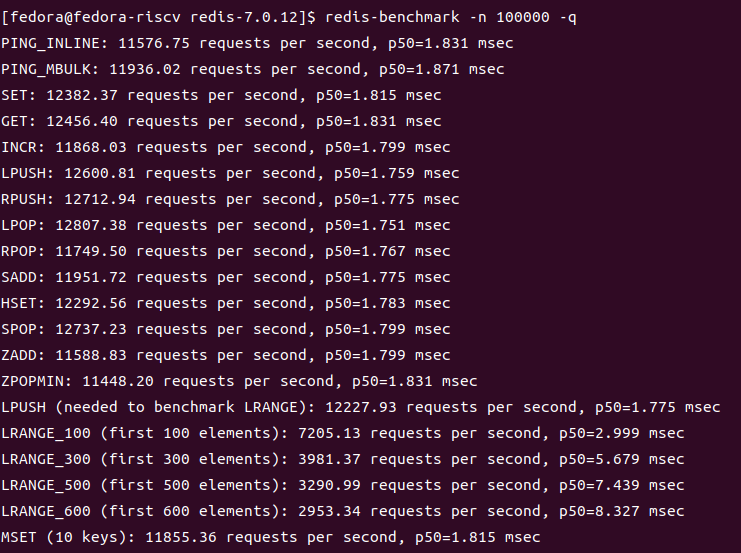 [fedora@fedora-riscv redis-7.0.12]$ redis-benchmark -n 100000 -q
PING_INLINE: 11576.75 requests per second, p50=1.831 msec
PING_MBULK: 11936.02 requests per second, p50=1.871 msec
SET: 12382.37 requests per second, p50=1.815 msec
GET: 12456.40 requests per second, p50=1.831 msec
INCR: 11868.03 requests per second, p50=1.799 msec
LPUSH: 12600.81 requests per second, p50=1.759 msec
RPUSH: 12712.94 requests per second, p50=1.775 msec
LPOP: 12807.38 requests per second, p50=1.751 msec
RPOP: 11749.50 requests per second, p50=1.767 msec
SADD: 11951.72 requests per second, p50=1.775 msec
HSET: 12292.56 requests per second, p50=1.783 msec
SPOP: 12737.23 requests per second, p50=1.799 msec
ZADD: 11588.83 requests per second, p50=1.799 msec
ZPOPMIN: 11448.20 requests per second, p50=1.831 msec
LPUSH (needed to benchmark LRANGE): 12227.93 requests per second, p50=1.775 msec
LRANGE_100 (first 100 elements): 7205.13 requests per second, p50=2.999 msec
LRANGE_300 (first 300 elements): 3981.37 requests per second, p50=5.679 msec
LRANGE_500 (first 500 elements): 3290.99 requests per second, p50=7.439 msec
LRANGE_600 (first 600 elements): 2953.34 requests per second, p50=8.327 msec
MSET (10 keys): 11855.36 requests per second, p50=1.815 msec